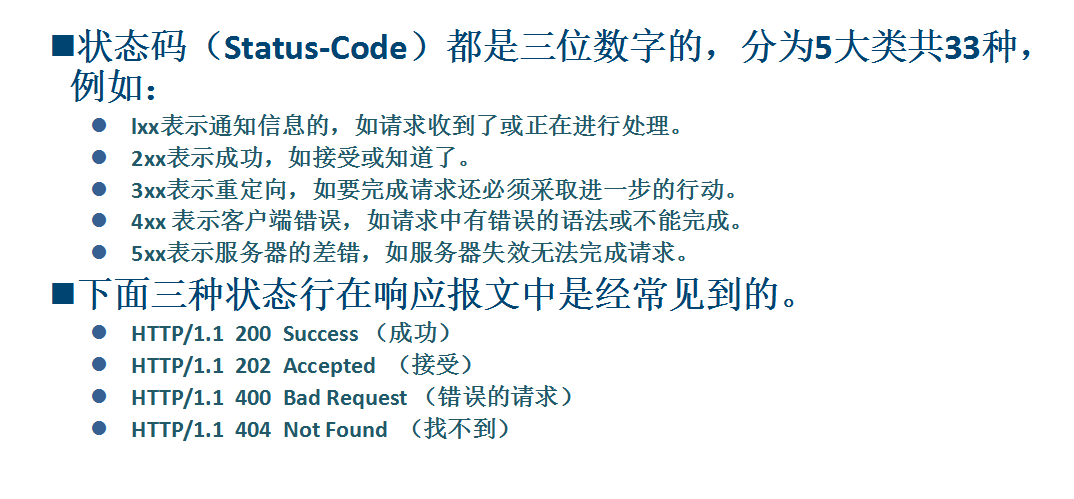 ■状态码（Status-Code）都是三位数字的，分为5大类共33种，
例如：
● lxx表示通知信息的，如请求收到了或正在进行处理。
● 2xx表示成功，如接受或知道了。
● 3xx表示重定向，如要完成请求还必须采取进一步的行动。
● 4xx 表示客户端错误，如请求中有错误的语法或不能完成。
● 5xx表示服务器的差错，如服务器失效无法完成请求。
■下面三种状态行在响应报文中是经常见到的。
● HTTP/1.1 200 Success （成功）
● HTTP/1.1 202 Accepted （接受）
● HTTP/1.1 400 Bad Request （错误的请求）
● HTTP/1.1 404 Not Found （找不到）